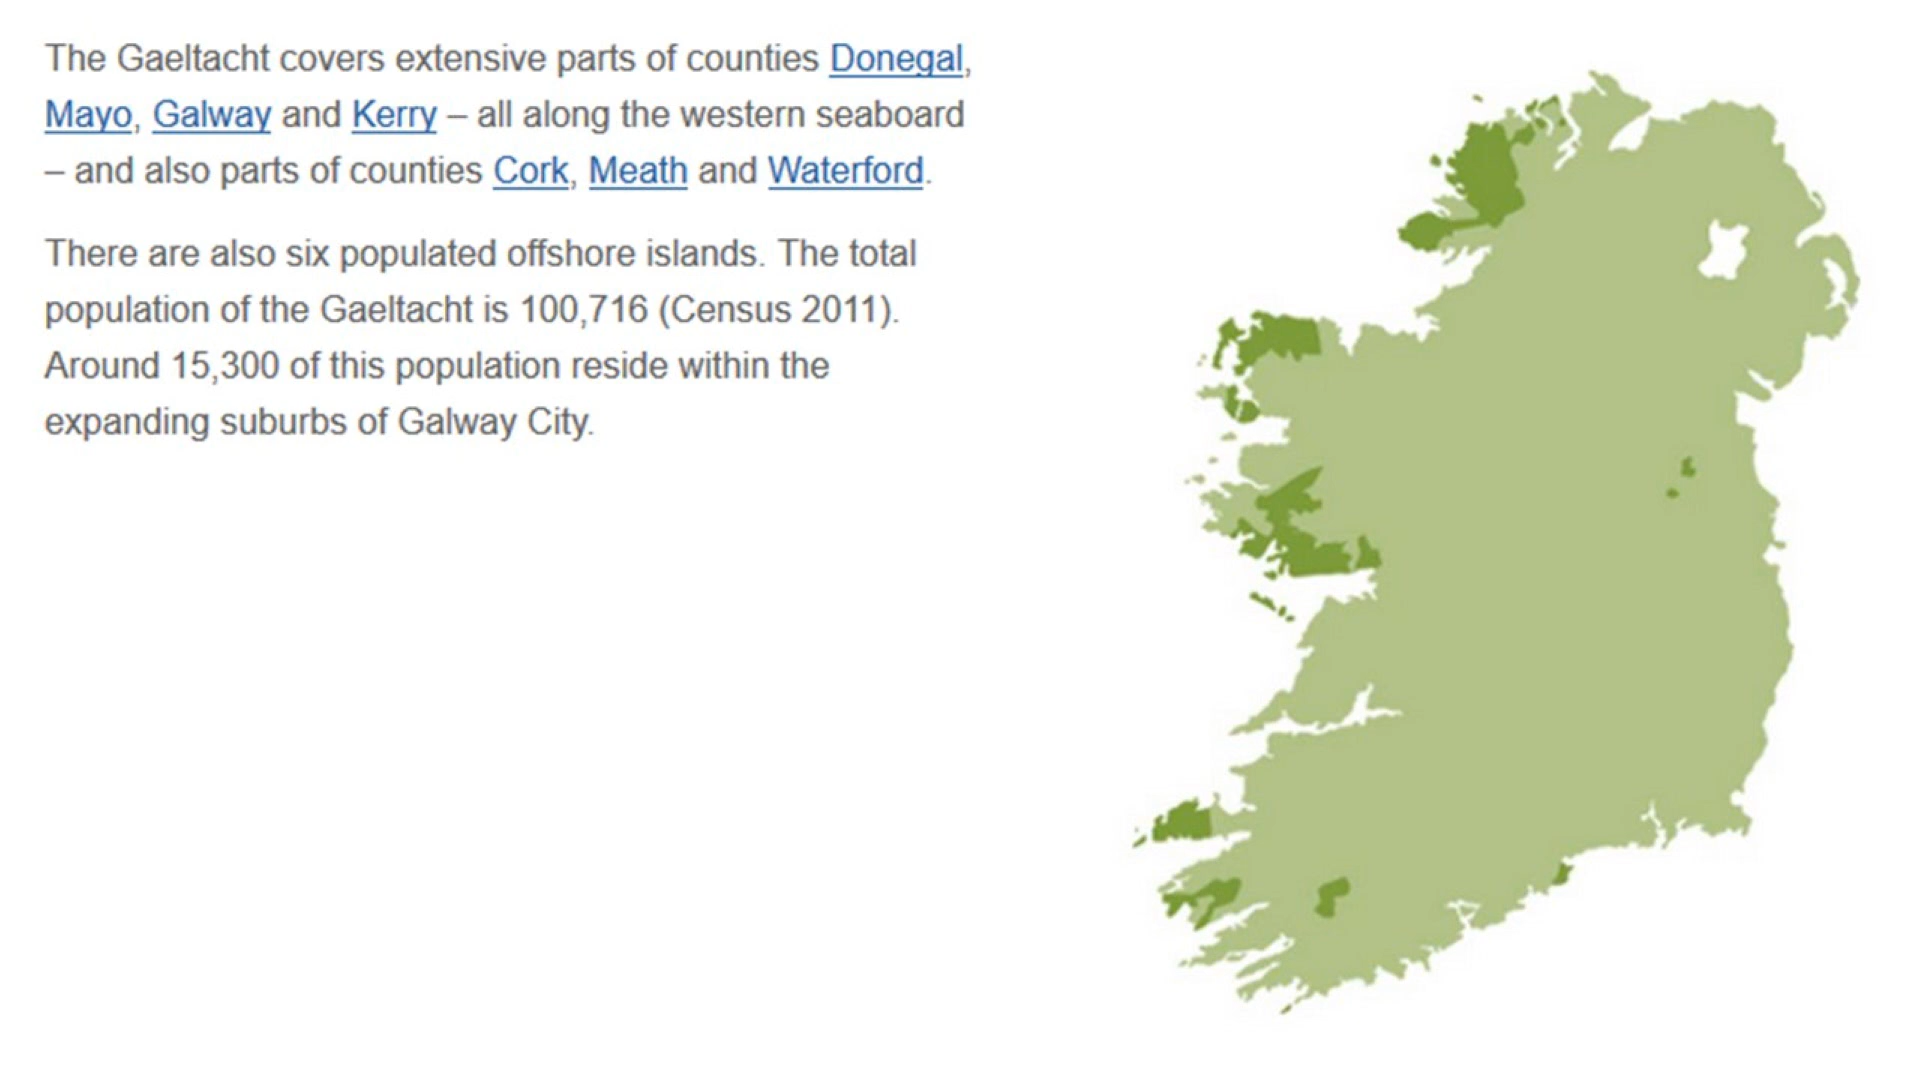 The Gaeltacht covers extensive parts of counties Donegal,
Mayo, Galway and Kerry – all along the western seaboard
– and also parts of counties Cork, Meath and Waterford.
There are also six populated offshore islands. The total
population of the Gaeltacht is 100,716 (Census 2011).
Around 15,300 of this population reside within the
expanding suburbs of Galway City.